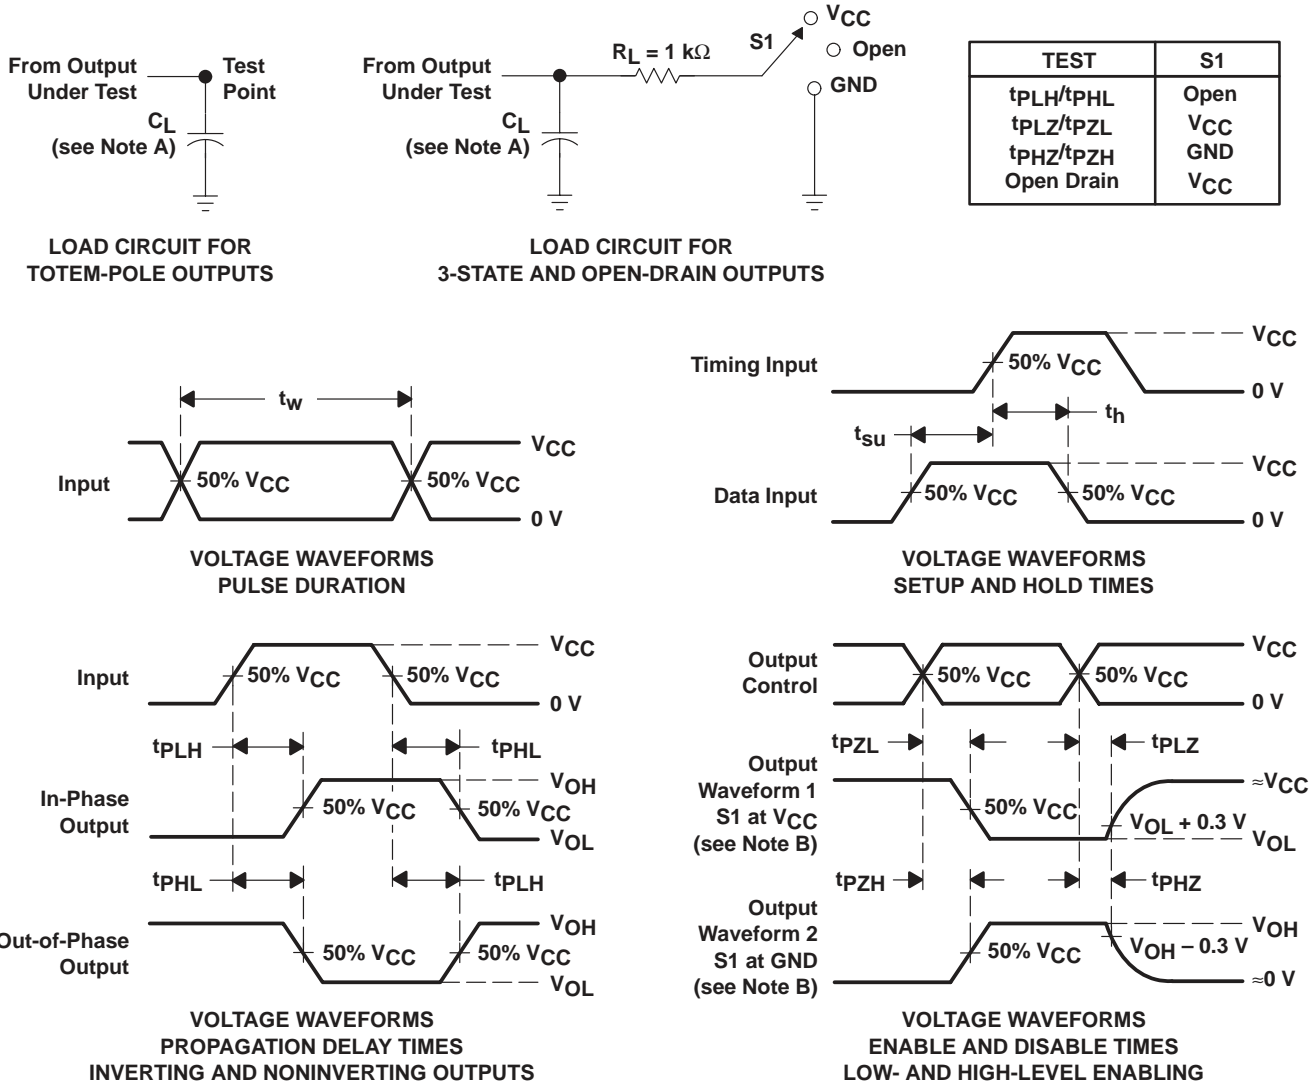 From Output
Under Test
Test
Point
CL
(see Note A)
LOAD CIRCUIT FOR
TOTEM-POLE OUTPUTS
From Output
Under Test
RL = 1 kΩ
S1
VCC
Open
GND
CL
(see Note A)
LOAD CIRCUIT FOR
3-STATE AND OPEN-DRAIN OUTPUTS
TEST S1
tPLH/tPHL Open
tPLZ/tPZL VCC
tPHZ/tPZH GND
Open Drain VCC
tw
Input
50% VCC
50% VCC
VCC
0 V
VOLTAGE WAVEFORMS
PULSE DURATION
Timing Input
50% VCC
VCC
0 V
th
tsu
Data Input
50% VCC
50% VCC
VCC
0 V
VOLTAGE WAVEFORMS
SETUP AND HOLD TIMES
Input
50% VCC
50% VCC
VCC
0 V
tPLH
tPHL
In-Phase
Output
50% VCC
50% VCC
VOH
VOL
tPHL
tPLH
Out-of-Phase
Output
50% VCC
50% VCC
VOH
VOL
VOLTAGE WAVEFORMS
PROPAGATION DELAY TIMES
INVERTING AND NONINVERTING OUTPUTS
Output
Control
50% VCC
50% VCC
VCC
0 V
tPZL
tPLZ
Output
Waveform 1
S1 at VCC
(see Note B)
50% VCC
VOL + 0.3 V
≈VCC
VOL
tPZH
tPHZ
Output
Waveform 2
S1 at GND
(see Note B)
50% VCC
VOH − 0.3 V
VOH
≈0 V
VOLTAGE WAVEFORMS
ENABLE AND DISABLE TIMES
LOW- AND HIGH-LEVEL ENABLING